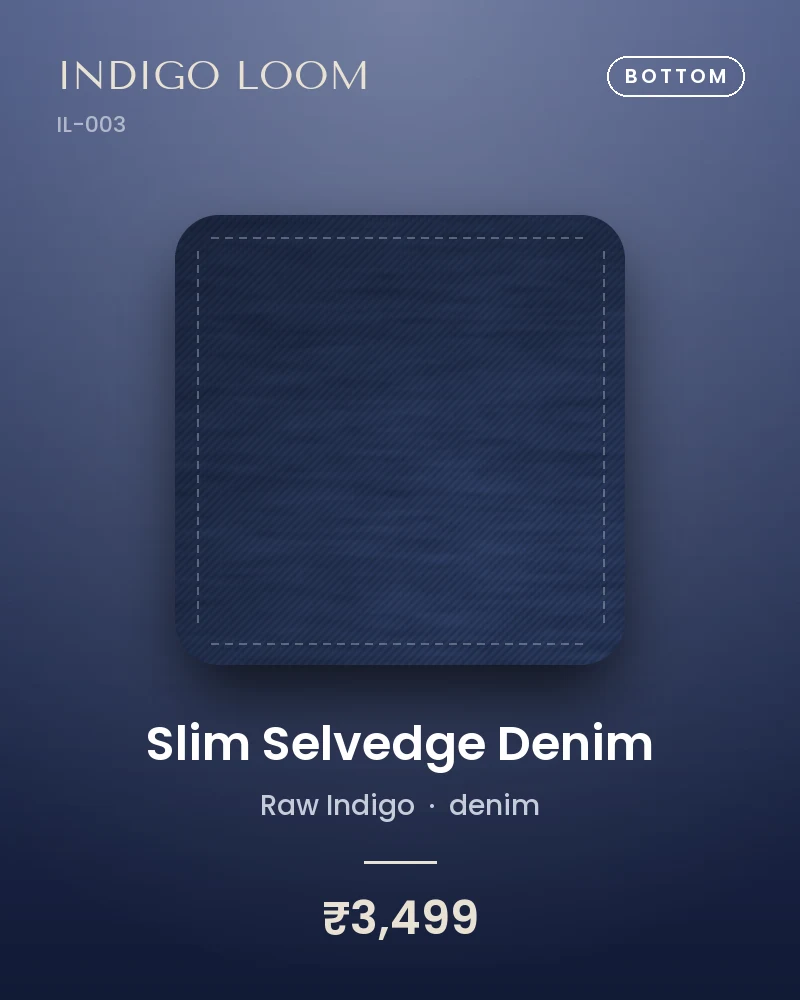 INDIGO LOOM
BOTTOM
IL-003
Slim Selvedge Denim
Raw Indigo · denim
₹3,499